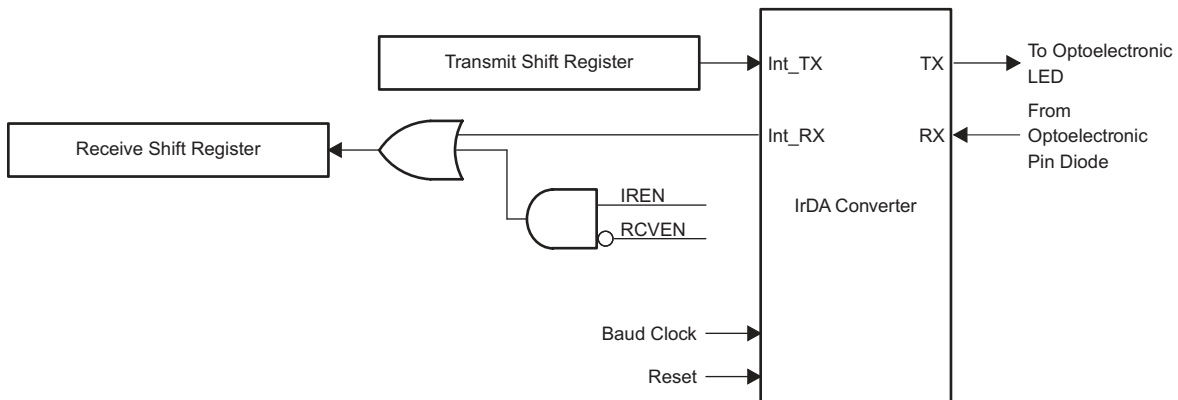 Transmit Shift Register
Int_TX
TX
To Optoelectronic
LED
Receive Shift Register
Int_RX
RX
From
Optoelectronic
Pin Diode
IREN
RCVEN
IrDA Converter
Baud Clock
Reset